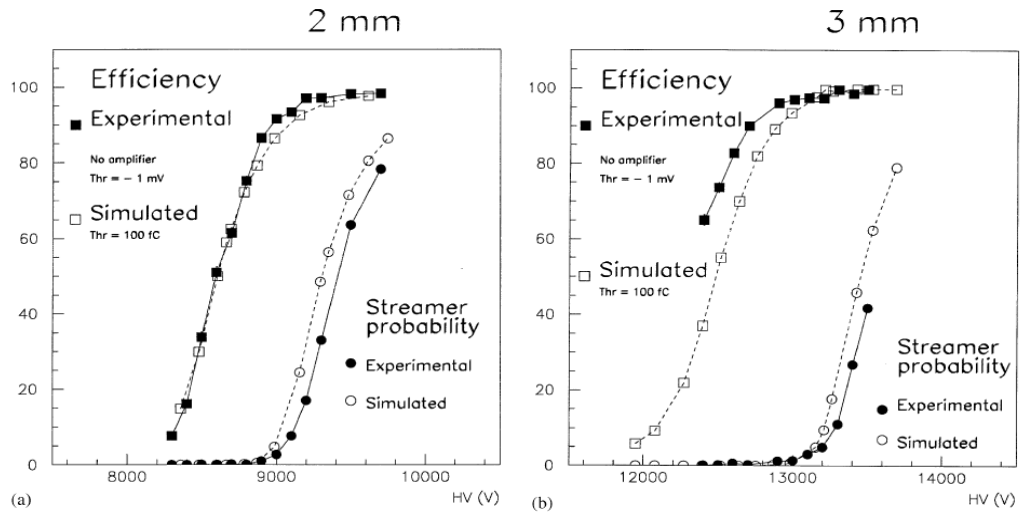 2 mm
Efficiency
Experimental
No amplifier
Thr = - 1 mV
Simulated
Thr = 100 fC
Streamer
probability
Experimental
Simulated
100
80
60
40
20
0
8000
9000
10000
HV (V)
(a)
3 mm
Efficiency
Experimental
No amplifier
Thr = - 1 mV
Simulated
Thr = 100 fC
Streamer
probability
Experimental
Simulated
100
80
60
40
20
0
12000
13000
14000
HV (V)
(b)